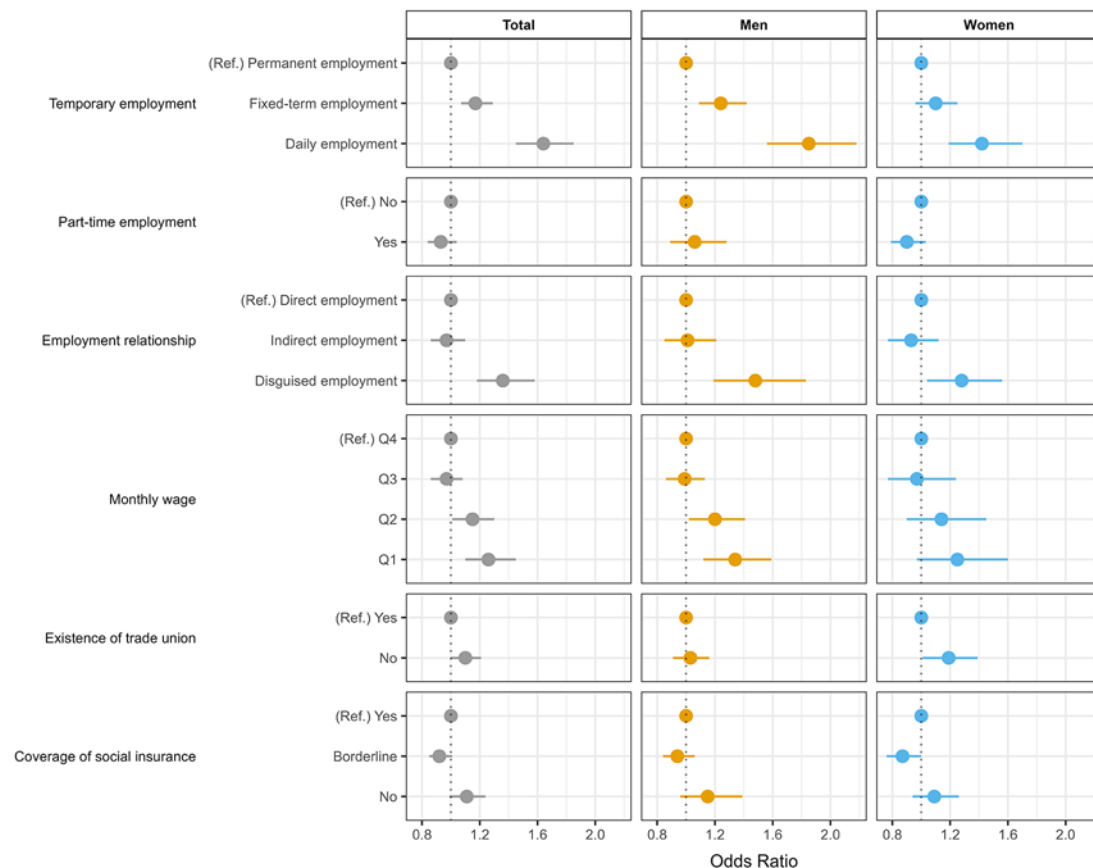 Total Men Women
(Ref.) Permanent employment
Temporary employment Fixed-term employment
Daily employment
(Ref.) No
Part-time employment
Yes
(Ref.) Direct employment
Employment relationship Indirect employment
Disguised employment
(Ref.) Q4
Q3
Monthly wage
Q2
Q1
(Ref.) Yes
Existence of trade union
No
(Ref.) Yes
Coverage of social insurance Borderline
No
0.8 1.2 1.6 2.0 0.8 1.2 1.6 2.0 0.8 1.2 1.6 2.0
Odds Ratio